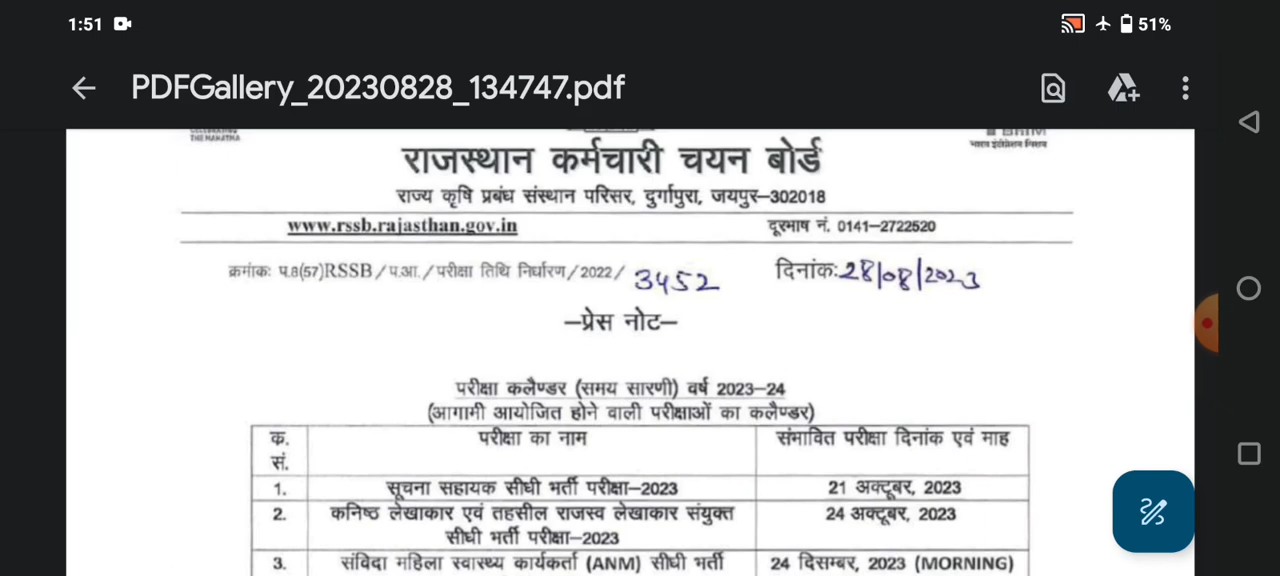 1:51
51%
PDFGallery_20230828_134747.pdf
THE MAHATMA
BHIM
राजस्थान कर्मचारी चयन बोर्ड
राज्य कृषि प्रबंध संस्थान परिसर, दुर्गापुरा, जयपुर–302018
www.rssb.rajasthan.gov.in दूरभाष नं. 0141–2722520
क्रमांकः प.8(57)RSSB/प.आ./परीक्षा तिथि निर्धारण/2022/ 3452 दिनांकः 28/08/2023
–प्रेस नोट–
परीक्षा कलैण्डर (समय सारणी) वर्ष 2023–24
(आगामी आयोजित होने वाली परीक्षाओं का कलैण्डर)
क. सं. परीक्षा का नाम संभावित परीक्षा दिनांक एवं माह
1. सूचना सहायक सीधी भर्ती परीक्षा–2023 21 अक्टूबर, 2023
2. कनिष्ठ लेखाकार एवं तहसील राजस्व लेखाकार संयुक्त 24 अक्टूबर, 2023
सीधी भर्ती परीक्षा–2023
3. संविदा महिला स्वास्थ्य कार्यकर्ता (ANM) सीधी भर्ती 24 दिसम्बर, 2023 (MORNING)